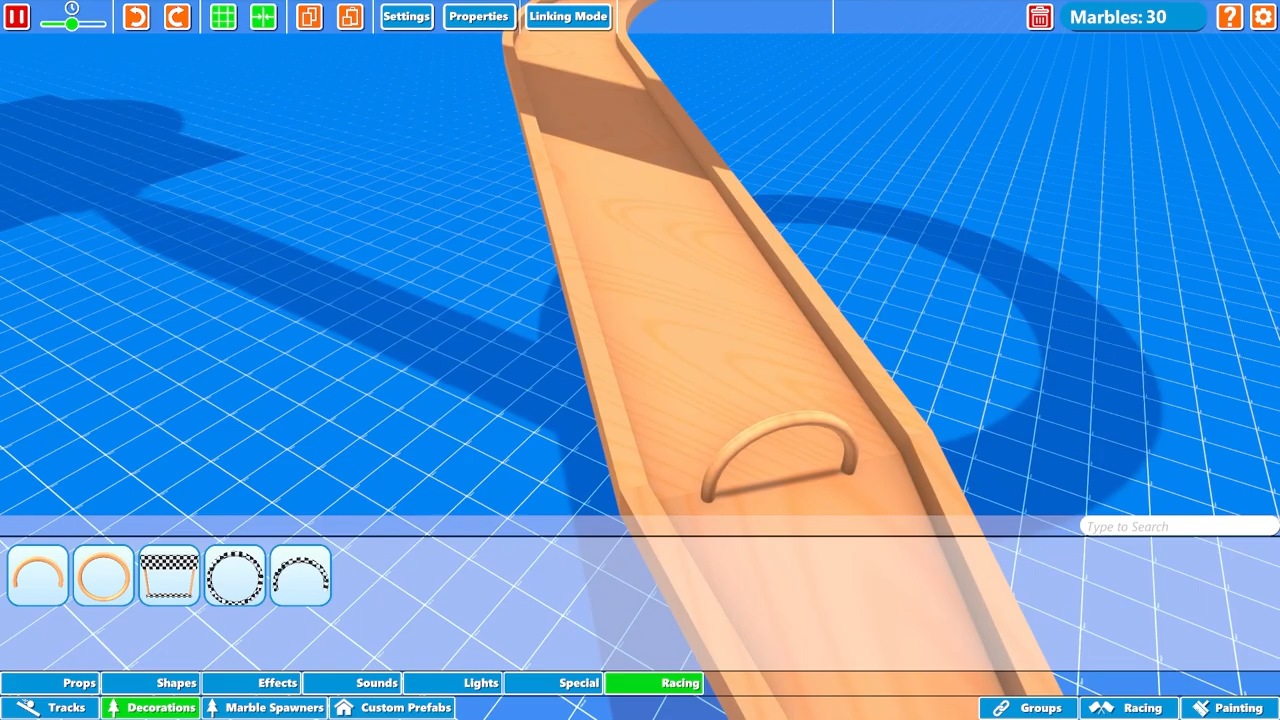 Settings
Properties
Linking Mode
Marbles: 30
?
Type to Search
Props
Shapes
Effects
Sounds
Lights
Special
Racing
Tracks
Decorations
Marble Spawners
Custom Prefabs
Groups
Racing
Painting